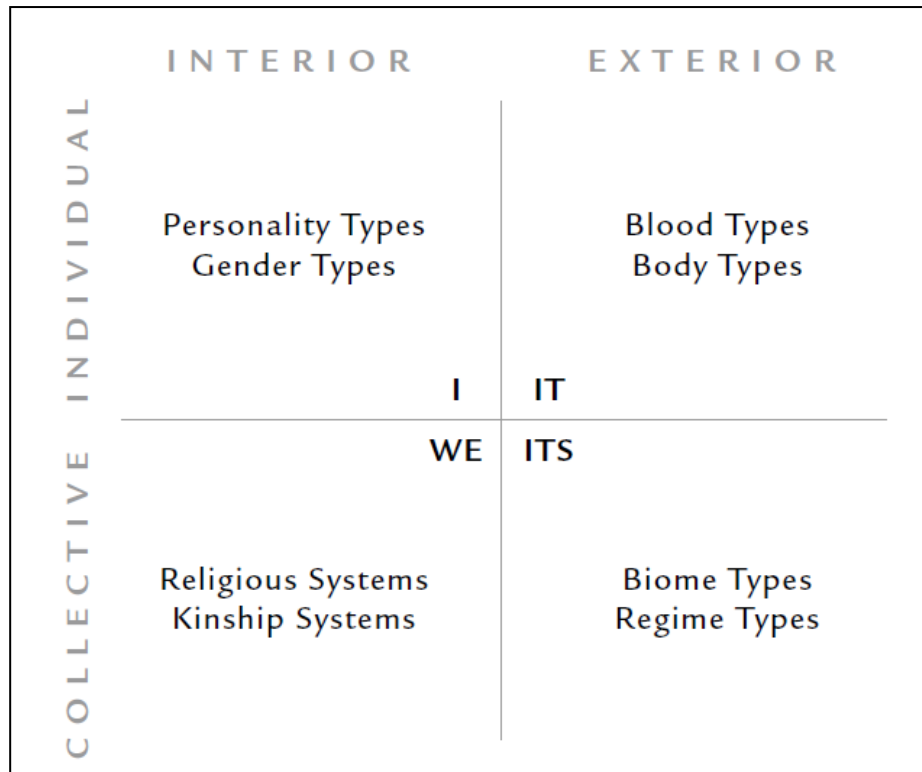 INTERIOR
EXTERIOR
INDIVIDUAL
Personality Types
Gender Types
Blood Types
Body Types
I
IT
COLLECTIVE
WE
ITS
Religious Systems
Kinship Systems
Biome Types
Regime Types